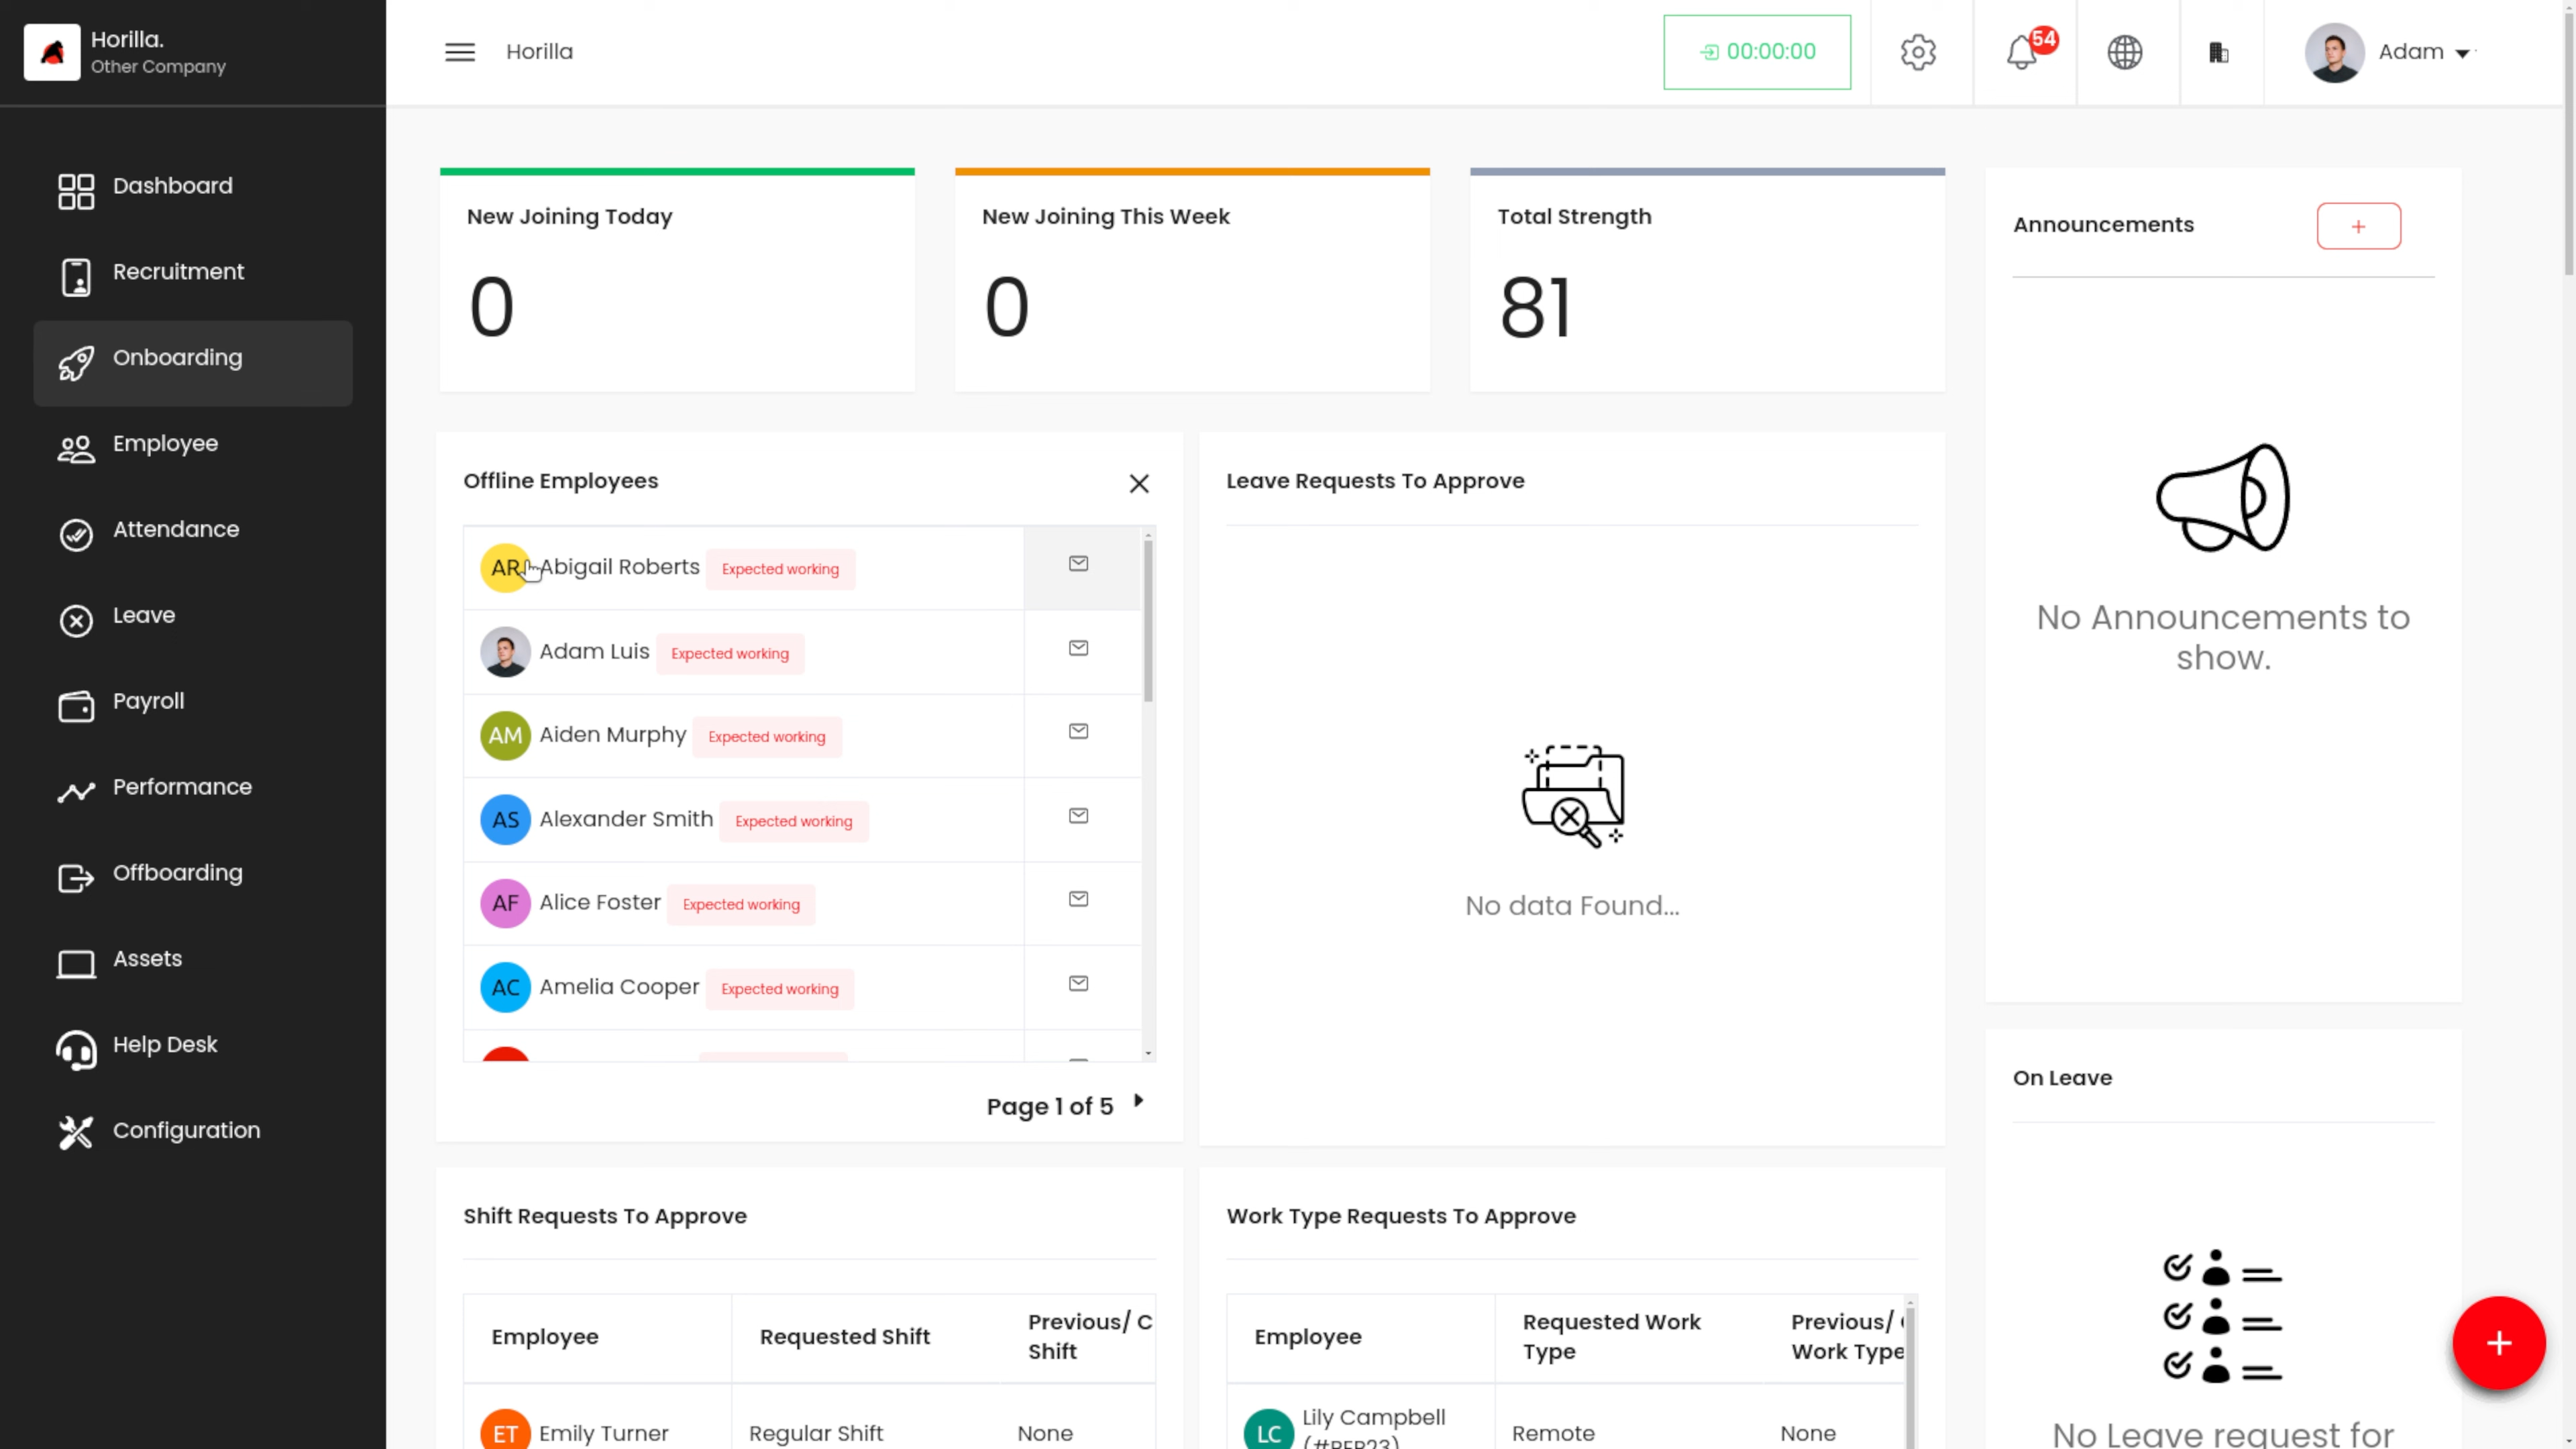 Horilla.
Other Company
Horilla
00:00:00
54
Adam
Dashboard
Recruitment
Onboarding
Employee
Attendance
Leave
Payroll
Performance
Offboarding
Assets
Help Desk
Configuration
New Joining Today
0
New Joining This Week
0
Total Strength
81
Announcements
+
No Announcements to
show.
Offline Employees
AR Abigail Roberts Expected working
Adam Luis Expected working
AM Aiden Murphy Expected working
AS Alexander Smith Expected working
AF Alice Foster Expected working
AC Amelia Cooper Expected working
Page 1 of 5
Leave Requests To Approve
No data Found...
On Leave
No Leave request for
Shift Requests To Approve
Employee
Requested Shift
Previous/ C
Shift
ET Emily Turner
Regular Shift
None
Work Type Requests To Approve
Employee
Requested Work
Type
Previous/
Work Type
LC
Lily Campbell
(#PEP23)
Remote
None
+